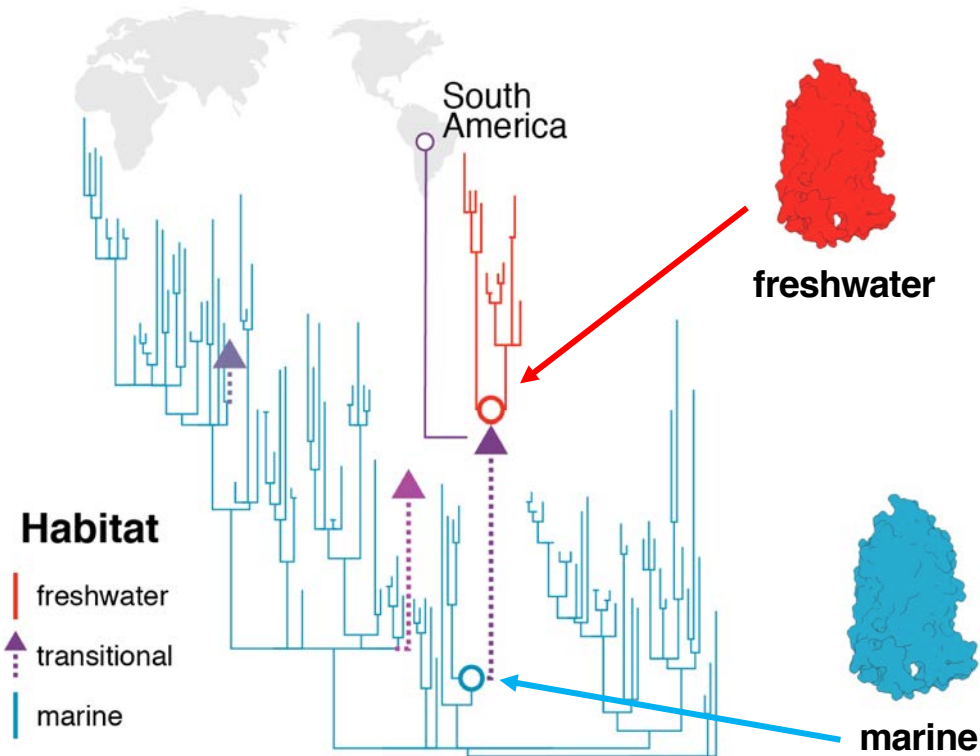 South
America
freshwater
Habitat
freshwater
transitional
marine
marine